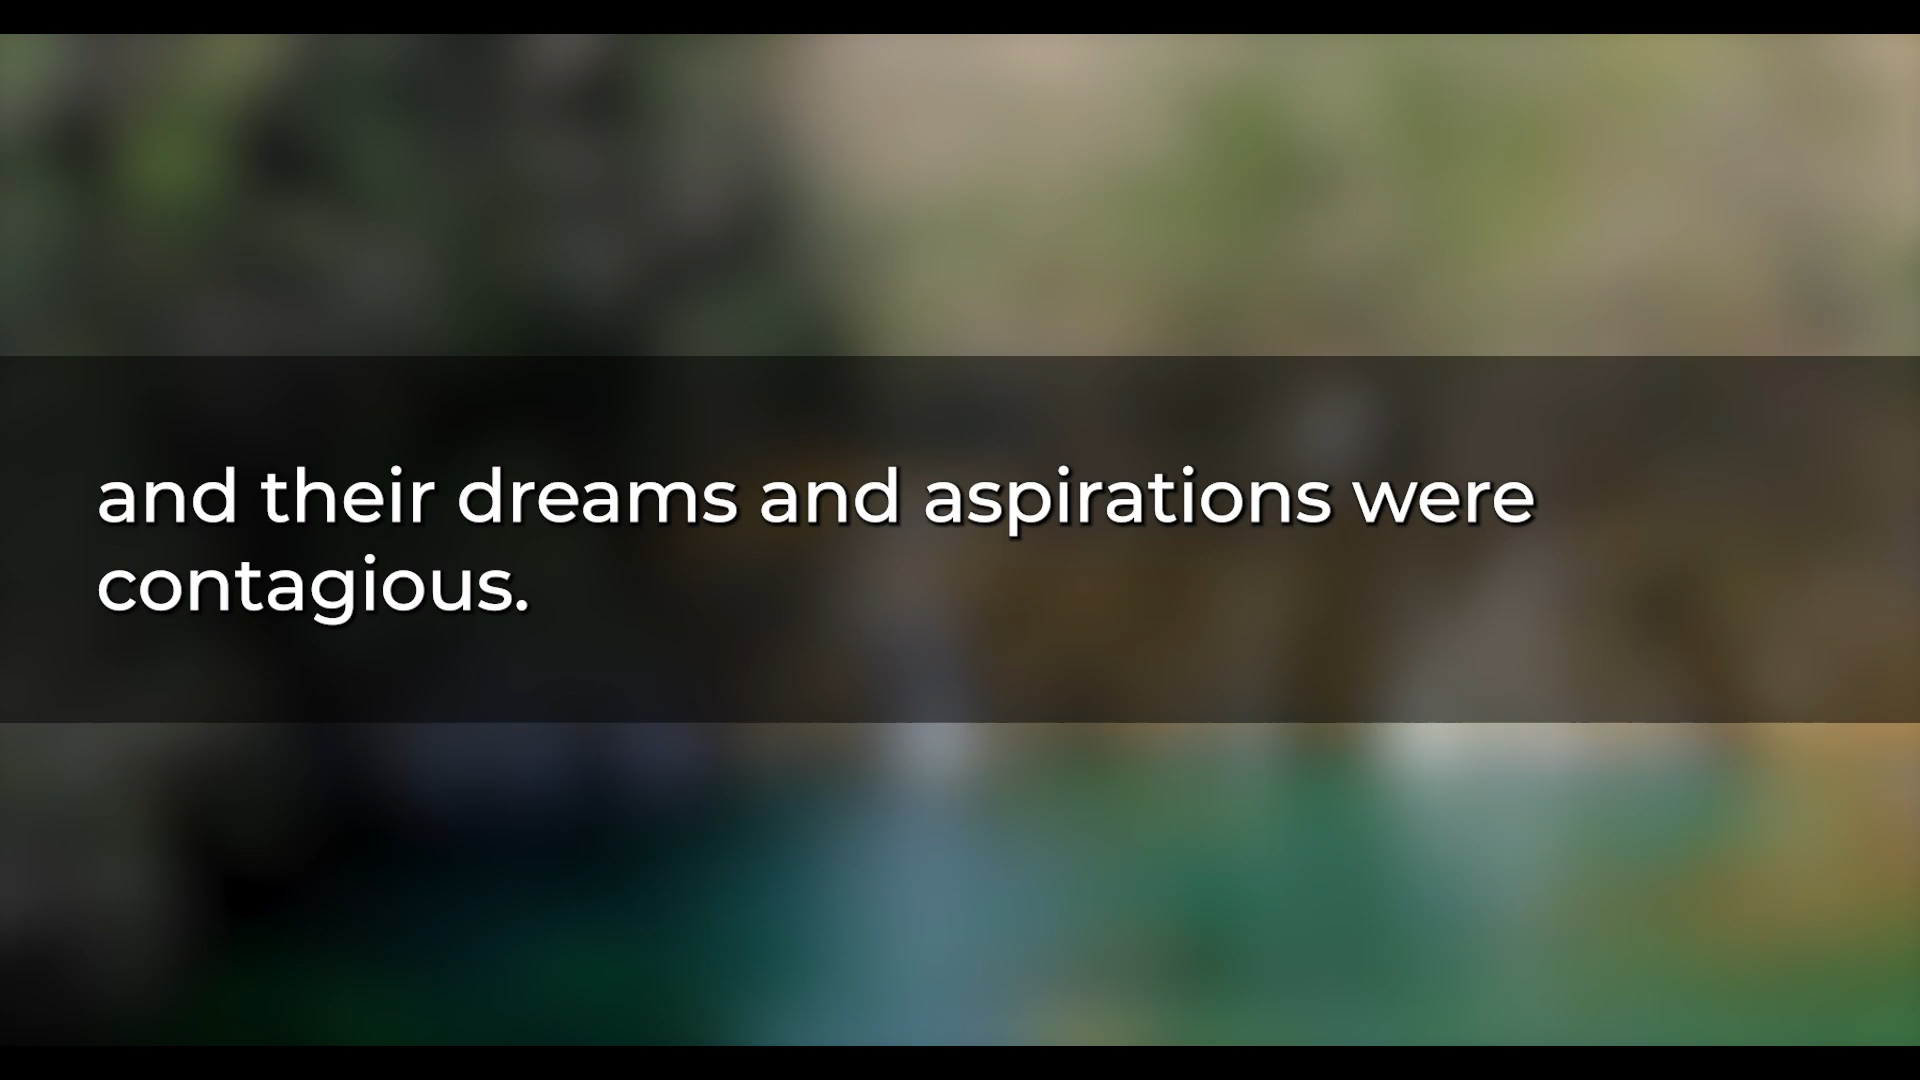 and their dreams and aspirations were
contagious.